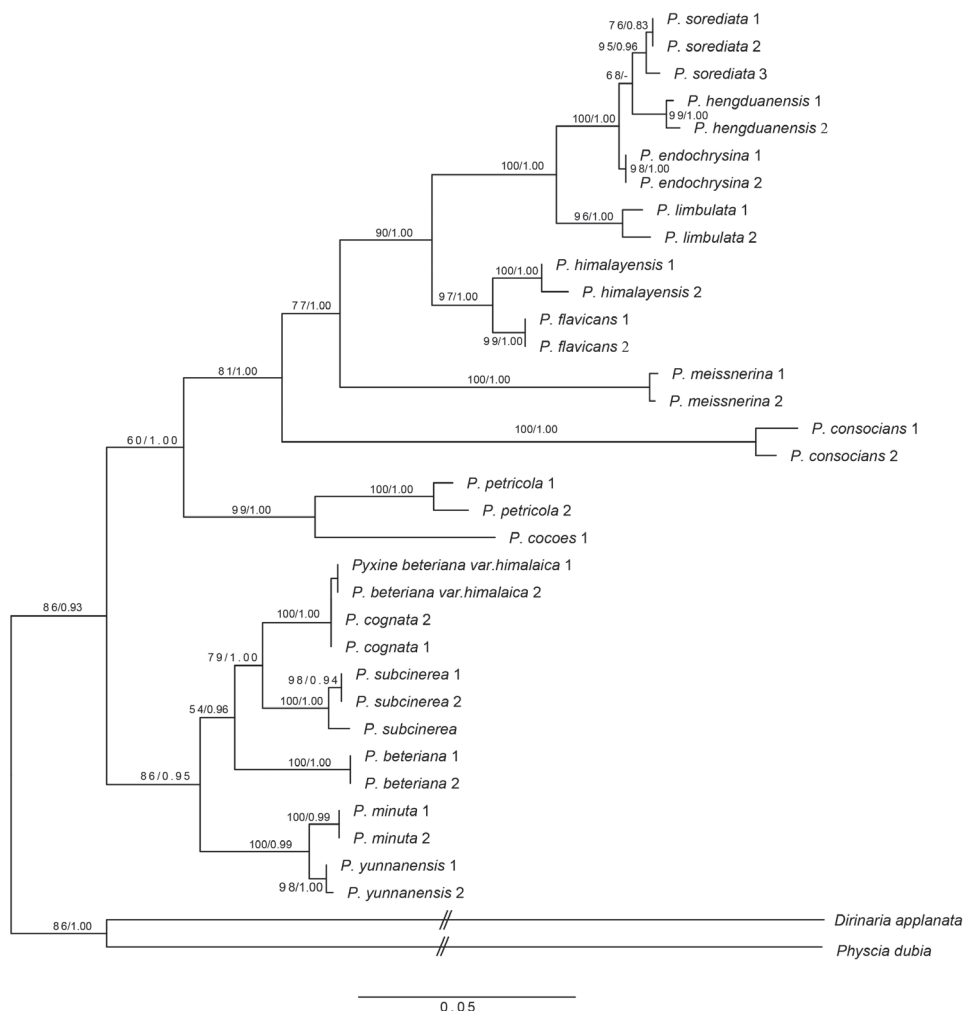 P. sorediata 1
76/0.83
P. sorediata 2
95/0.96
P. sorediata 3
68/-
P. hengduanensis 1
99/1.00
P. hengduanensis 2
100/1.00
P. endochrysina 1
98/1.00
P. endochrysina 2
100/1.00
P. limbulata 1
96/1.00
P. limbulata 2
90/1.00
P. himalayensis 1
100/1.00
P. himalayensis 2
97/1.00
P. flavicans 1
99/1.00
P. flavicans 2
77/1.00
P. meissnerina 1
100/1.00
P. meissnerina 2
81/1.00
P. consocians 1
100/1.00
P. consocians 2
60/1.00
P. petricola 1
100/1.00
P. petricola 2
99/1.00
P. cocoes 1
Pyxine beteriana var.himalaica 1
P. beteriana var.himalaica 2
100/1.00
P. cognata 2
P. cognata 1
86/0.93
79/1.00
P. subcinerea 1
98/0.94
P. subcinerea 2
100/1.00
P. subcinerea
54/0.96
P. beteriana 1
100/1.00
P. beteriana 2
86/0.95
P. minuta 1
100/0.99
P. minuta 2
100/0.99
P. yunnanensis 1
98/1.00
P. yunnanensis 2
Dirinaria applanata
86/1.00
Physcia dubia
0.05